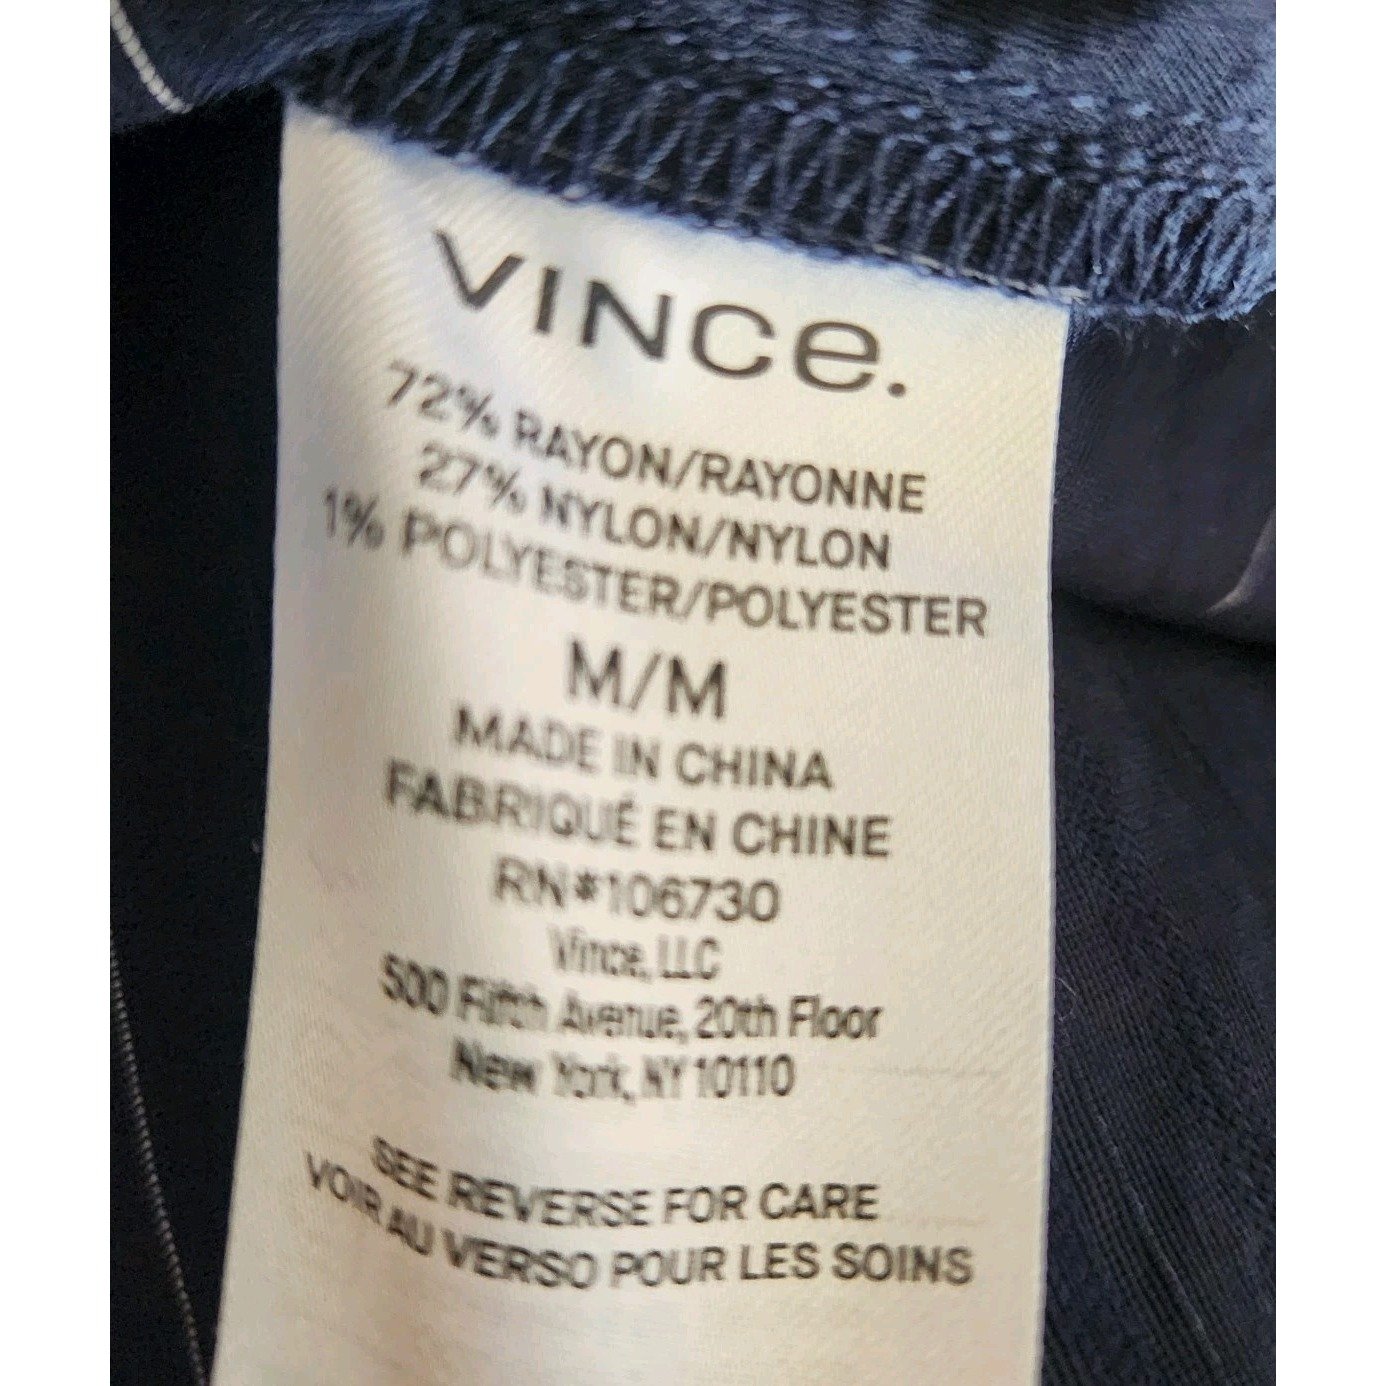 VINCe.
72% RAYON/RAYONNE
27% NYLON/NYLON
1% POLYESTER/POLYESTER
M/M
MADE IN CHINA
FABRIQUÉ EN CHINE
RN#106730
Vince, LLC
500 Fifth Avenue, 20th Floor
New York, NY 10110
SEE REVERSE FOR CARE
VOIR AU VERSO POUR LES SOINS